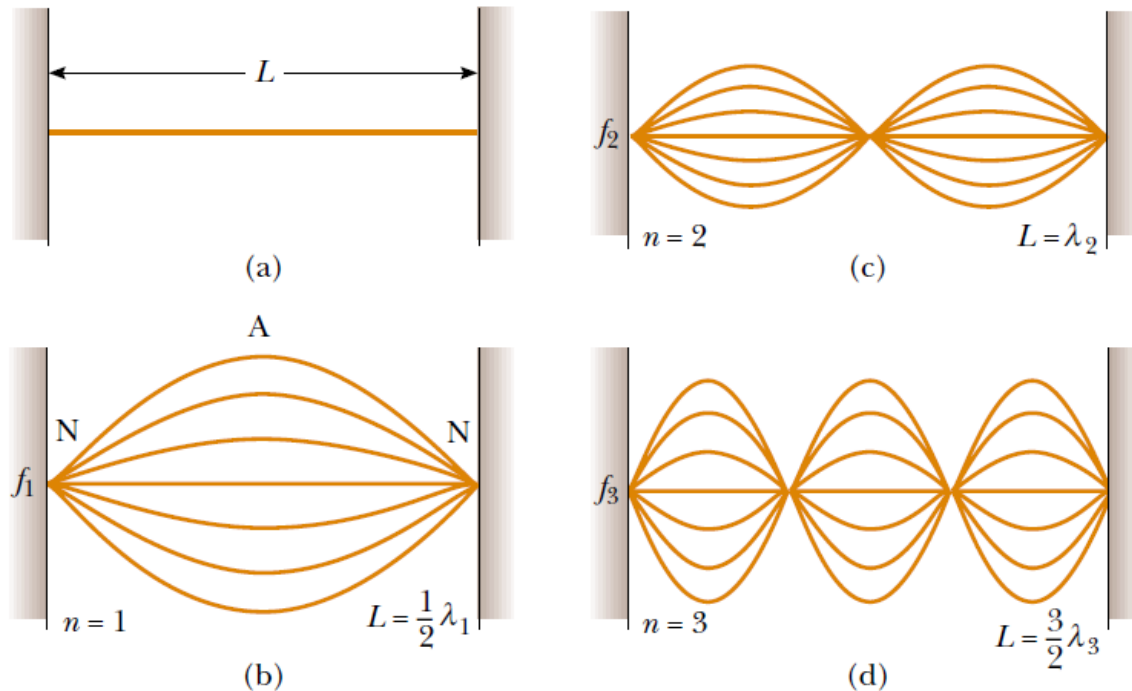 L
(a)
A
N
N
f₁
n = 1
L = 1/2 λ₁
(b)
f₂
n = 2
L = λ₂
(c)
f₃
n = 3
L = 3/2 λ₃
(d)